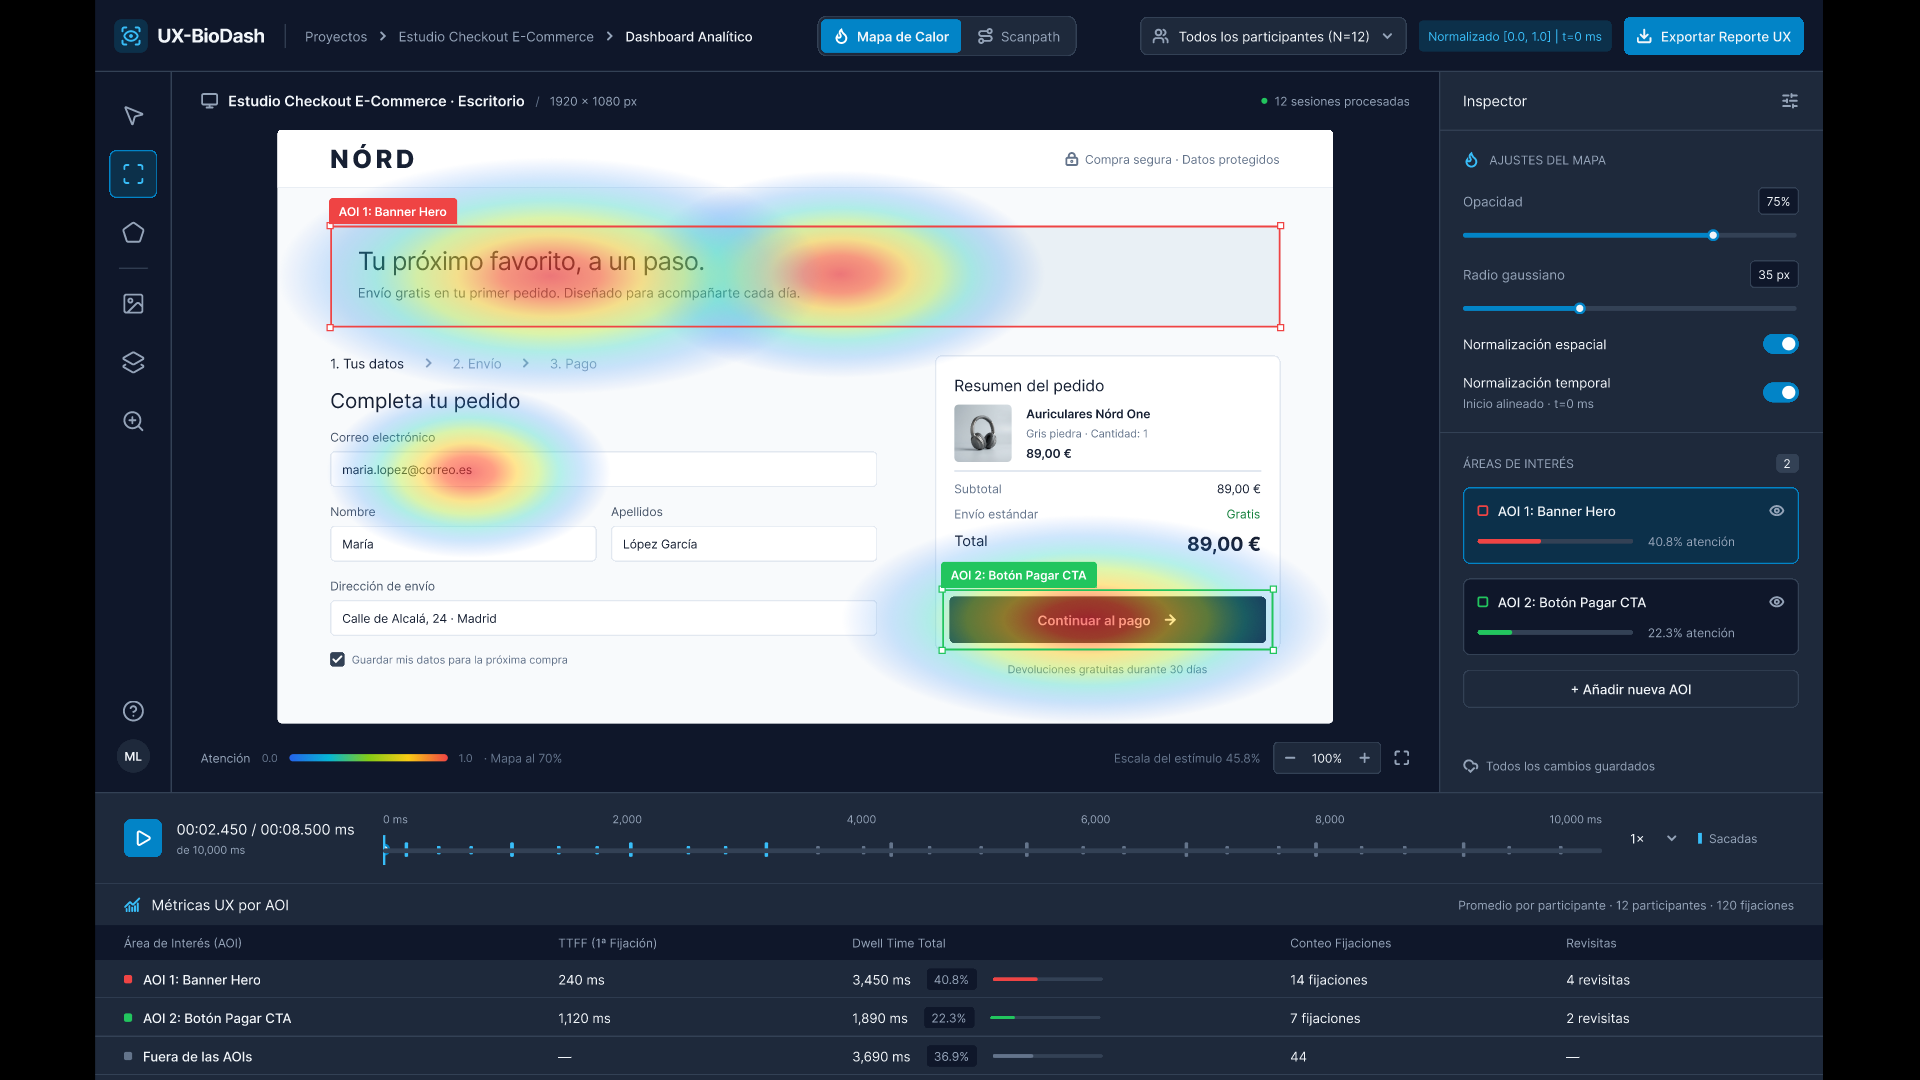 UX-BioDash
Proyectos > Estudio Checkout E-Commerce > Dashboard Analítico
Mapa de Calor
Scanpath
Todos los participantes (N=12)
Normalizado [0.0, 1.0] | t=0 ms
Exportar Reporte UX
Estudio Checkout E-Commerce · Escritorio / 1920 × 1080 px
12 sesiones procesadas
NÓRD
Compra segura · Datos protegidos
AOI 1: Banner Hero
Tu próximo favorito, a un paso.
Envío gratis en tu primer pedido. Diseñado para acompañarte cada día.
1. Tus datos > 2. Envío > 3. Pago
Completa tu pedido
Correo electrónico
maria.lopez@correo.es
Nombre
Apellidos
María
López García
Dirección de envío
Calle de Alcalá, 24 · Madrid
Guardar mis datos para la próxima compra
Resumen del pedido
Auriculares Nórd One
Gris piedra · Cantidad: 1
89,00 €
Subtotal 89,00 €
Envío estándar Gratis
Total 89,00 €
AOI 2: Botón Pagar CTA
Continuar al pago →
Devoluciones gratuitas durante 30 días
Atención 0.0 1.0 · Mapa al 70%
Escala del estímulo 45.8%
− 100% +
Inspector
AJUSTES DEL MAPA
Opacidad 75%
Radio gaussiano 35 px
Normalización espacial
Normalización temporal
Inicio alineado · t=0 ms
ÁREAS DE INTERÉS 2
AOI 1: Banner Hero
40.8% atención
AOI 2: Botón Pagar CTA
22.3% atención
+ Añadir nueva AOI
Todos los cambios guardados
ML
00:02.450 / 00:08.500 ms
de 10,000 ms
0 ms 2,000 4,000 6,000 8,000 10,000 ms
1×
Sacadas
Métricas UX por AOI
Promedio por participante · 12 participantes · 120 fijaciones
Área de Interés (AOI) TTFF (1ª Fijación) Dwell Time Total Conteo Fijaciones Revisitas
AOI 1: Banner Hero 240 ms 3,450 ms 40.8% 14 fijaciones 4 revisitas
AOI 2: Botón Pagar CTA 1,120 ms 1,890 ms 22.3% 7 fijaciones 2 revisitas
Fuera de las AOIs — 3,690 ms 36.9% 44 —